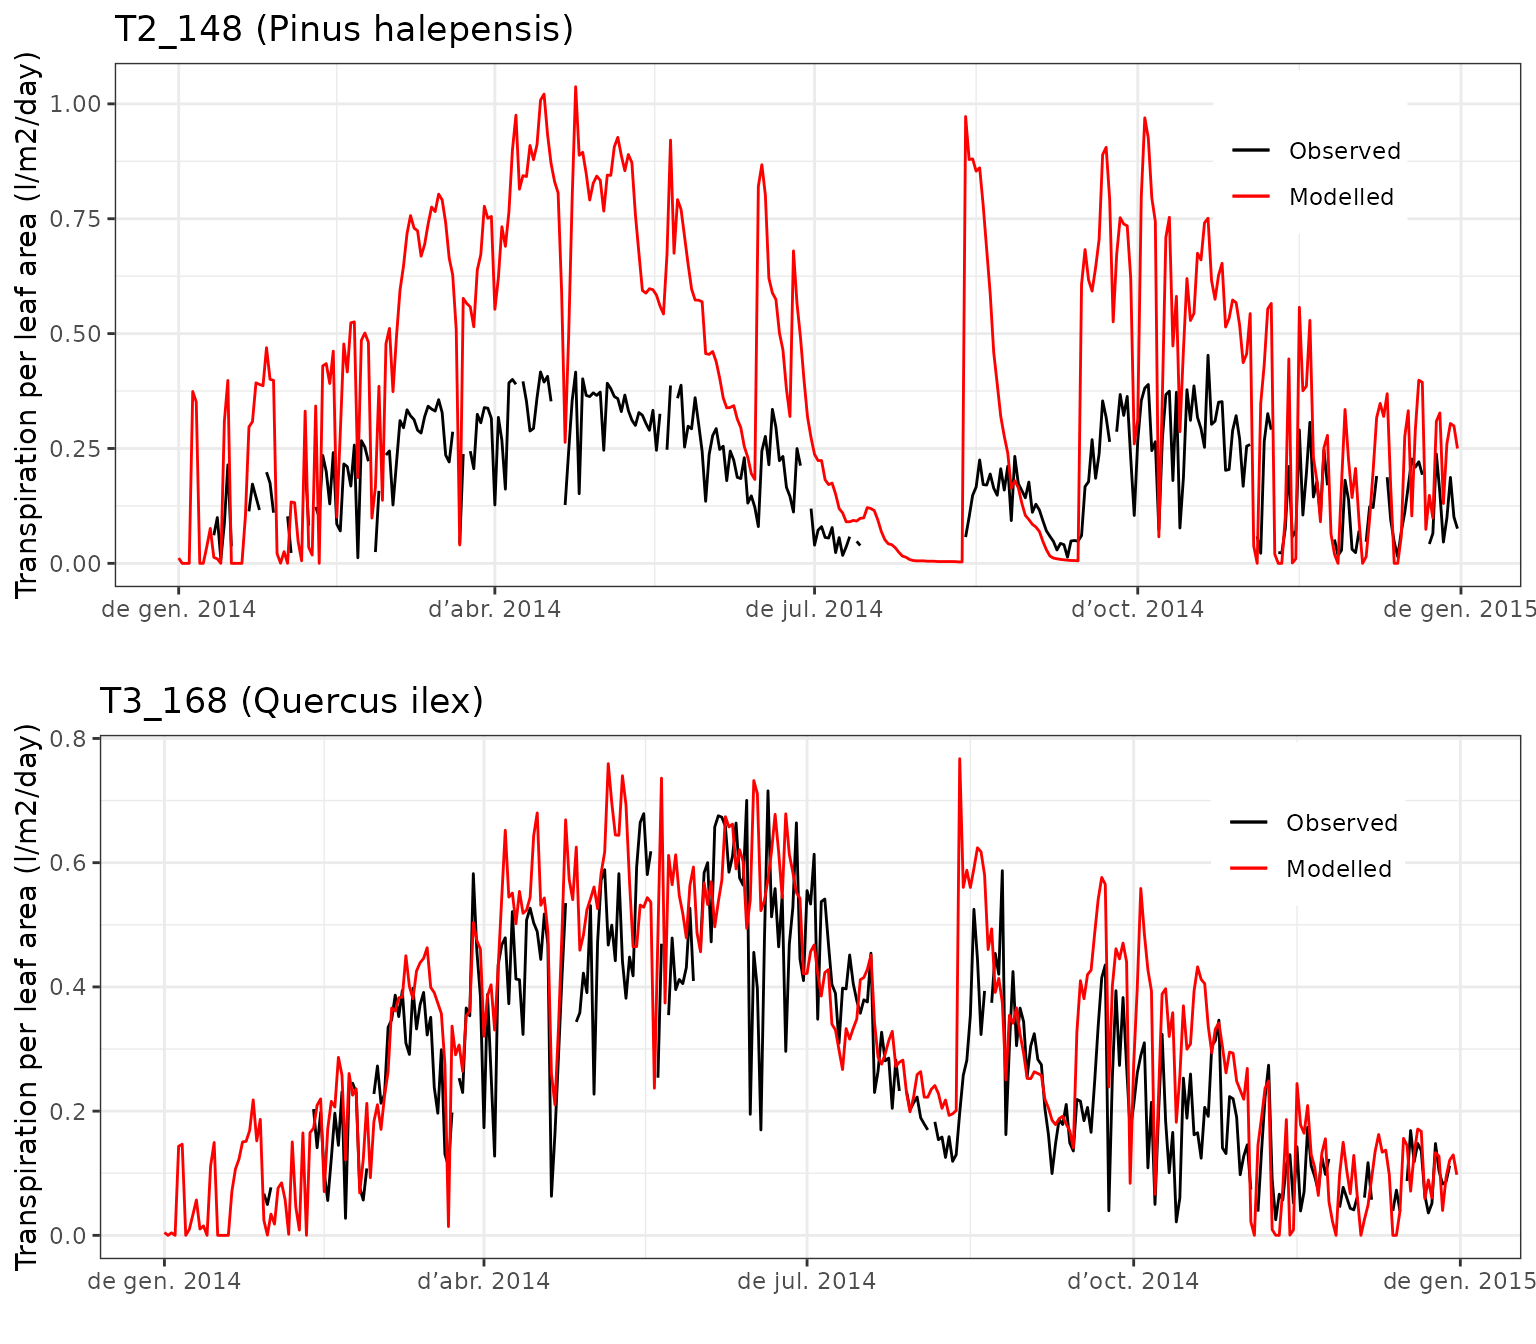 T2_148 (Pinus halepensis)
Transpiration per leaf area (l/m2/day)
1.00
0.75
0.50
0.25
0.00
Observed
Modelled
de gen. 2014
d’abr. 2014
de jul. 2014
d’oct. 2014
de gen. 2015
T3_168 (Quercus ilex)
Transpiration per leaf area (l/m2/day)
0.8
0.6
0.4
0.2
0.0
Observed
Modelled
de gen. 2014
d’abr. 2014
de jul. 2014
d’oct. 2014
de gen. 2015